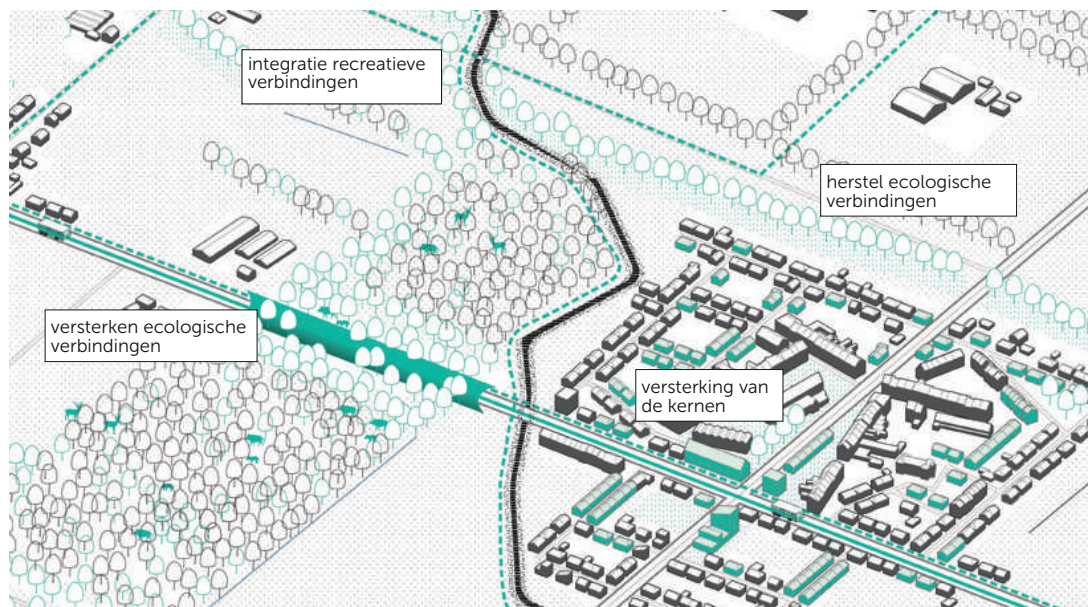 integratie recreatieve
verbindingen
herstel ecologische
verbindingen
versterken ecologische
verbindingen
versterking van
de kernen